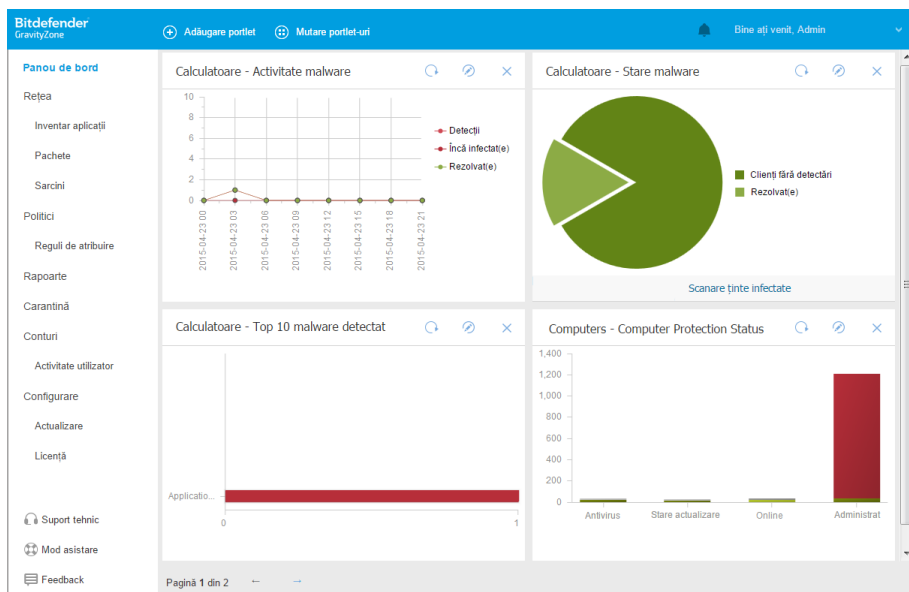 Bitdefender
GravityZone
Adăugare portlet
Mutare portlet-uri
Bine ați venit, Admin
Panou de bord
Rețea
Inventar aplicații
Pachete
Sarcini
Politici
Reguli de atribuire
Rapoarte
Carantină
Conturi
Activitate utilizator
Configurare
Actualizare
Licență
Suport tehnic
Mod asistare
Feedback
Calculatoare - Activitate malware
10
8
6
4
2
0
2015-04-23 00
2015-04-23 03
2015-04-23 06
2015-04-23 09
2015-04-23 12
2015-04-23 15
2015-04-23 18
2015-04-23 21
Detecții
Încă infectat(e)
Rezolvat(e)
Calculatoare - Stare malware
Clienți fără detectări
Rezolvat(e)
Scanare ținte infectate
Calculatoare - Top 10 malware detectat
Applicatio...
0
1
Computers - Computer Protection Status
1,400
1,200
1,000
800
600
400
200
0
Antivirus
Stare actualizare
Online
Administrat
Pagină 1 din 2